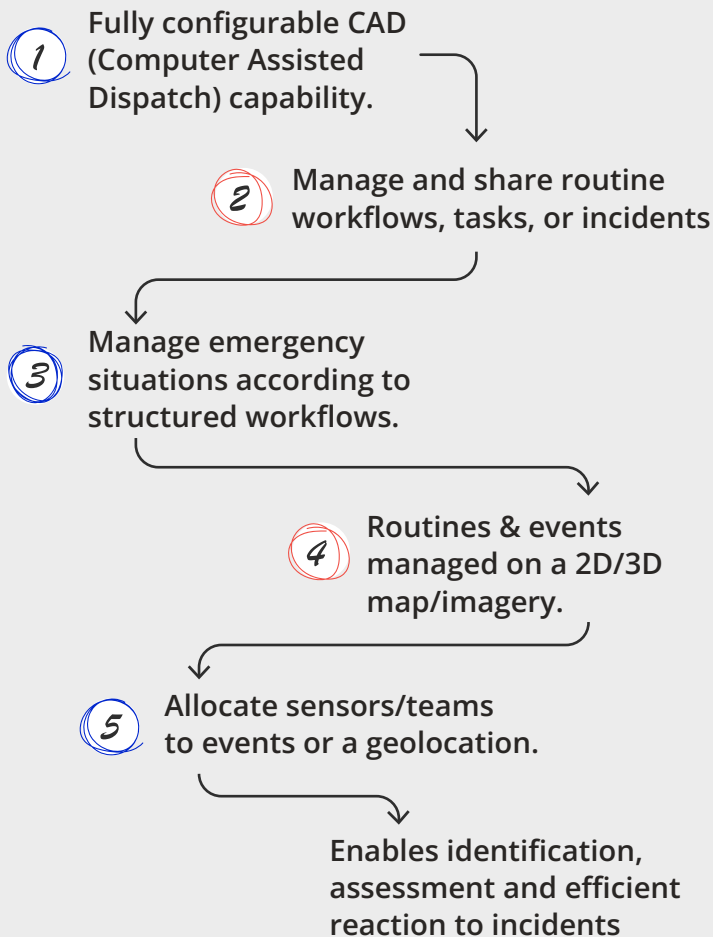 1
Fully configurable CAD
(Computer Assisted
Dispatch) capability.
2
Manage and share routine
workflows, tasks, or incidents
3
Manage emergency
situations according to
structured workflows.
4
Routines & events
managed on a 2D/3D
map/imagery.
5
Allocate sensors/teams
to events or a geolocation.
Enables identification,
assessment and efficient
reaction to incidents